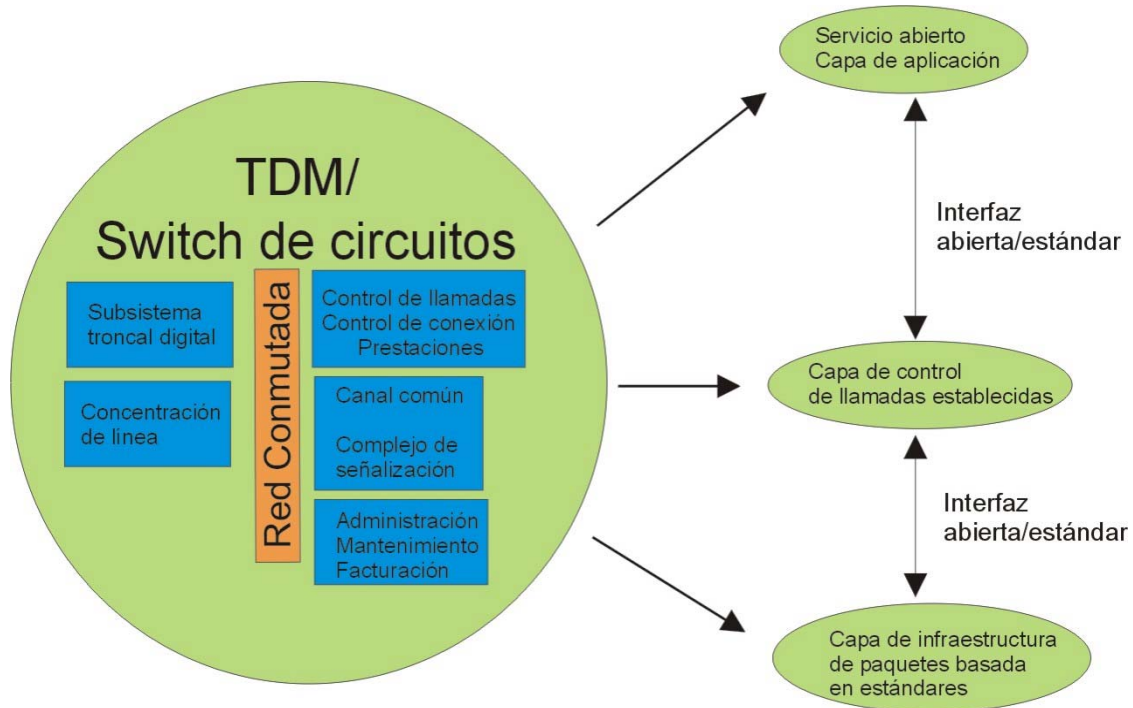 TDM/
Switch de circuitos
Subsistema
troncal digital
Concentración
de linea
Red Conmutada
Control de llamadas
Control de conexión
Prestaciones
Canal común
Complejo de
señalización
Administración
Mantenimiento
Facturación
Servicio abierto
Capa de aplicación
Interfaz
abierta/estándar
Capa de control
de llamadas establecidas
Interfaz
abierta/estándar
Capa de infraestructura
de paquetes basada
en estándares